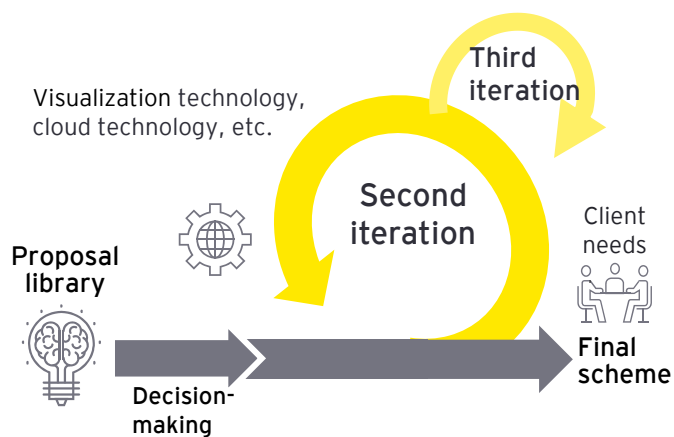 Third
iteration
Visualization technology,
cloud technology, etc.
Second
iteration
Client
needs
Proposal
library
Final
scheme
Decision-
making